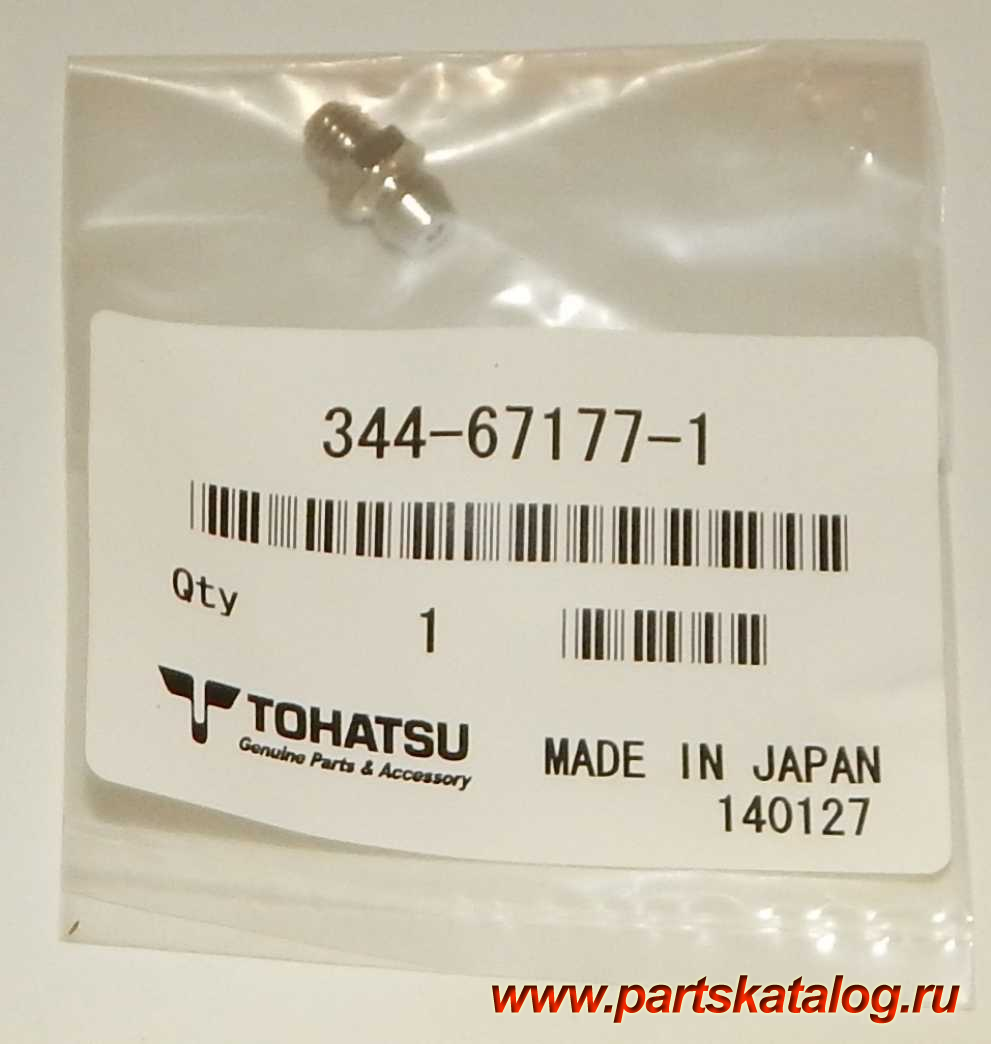 344-67177-1
Qty 1
TOHATSU
Genuine Parts & Accessory
MADE IN JAPAN
140127
www.partskatalog.ru